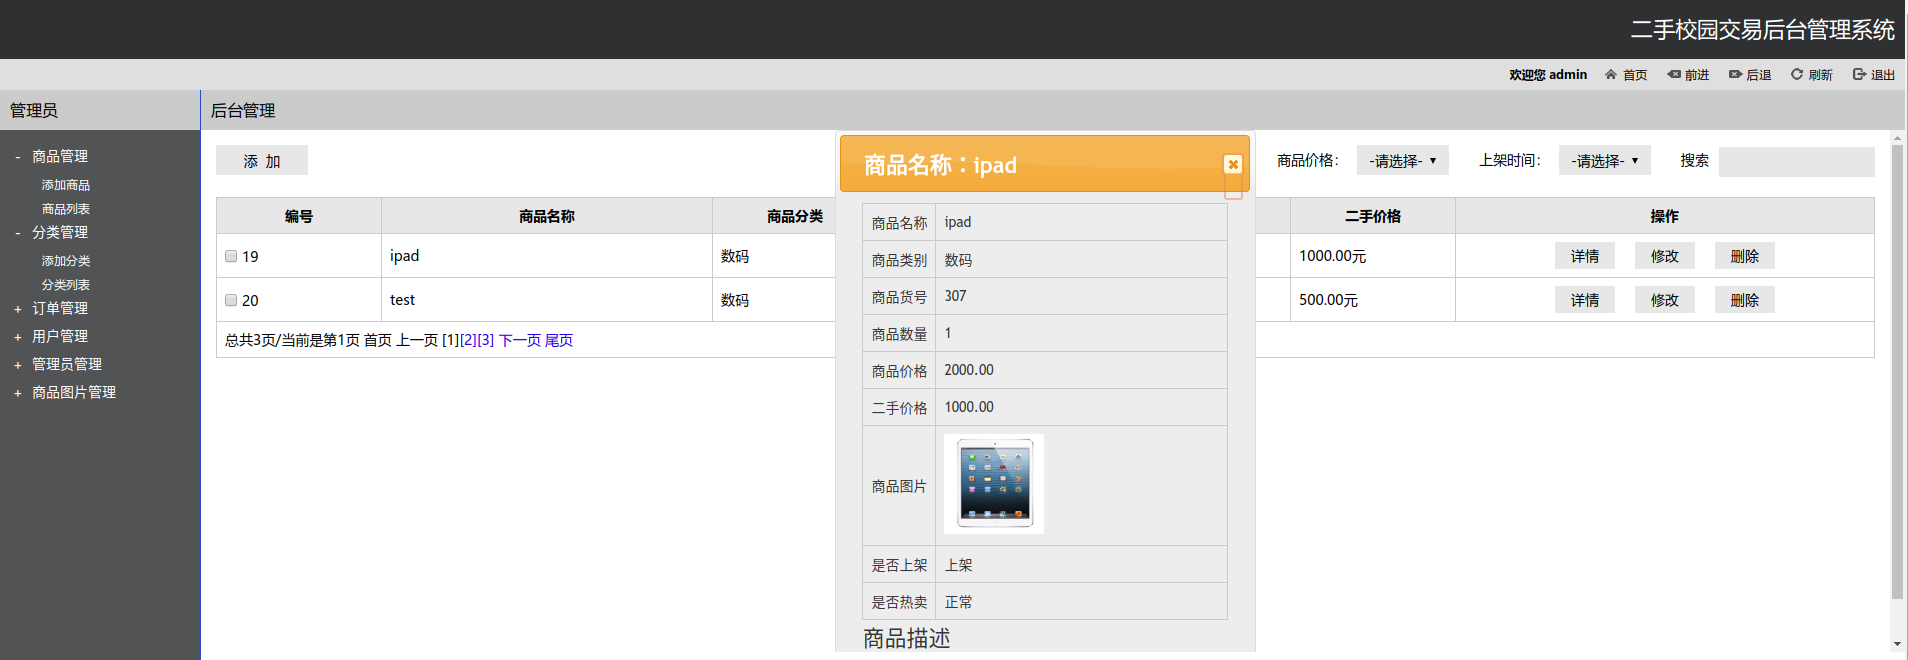 二手校园交易后台管理系统
欢迎您 admin 首页 前进 后退 刷新 退出
管理员
后台管理
- 商品管理
添加商品
商品列表
- 分类管理
添加分类
分类列表
+ 订单管理
+ 用户管理
+ 管理员管理
+ 商品图片管理
添 加
商品价格： -请选择- 上架时间： -请选择- 搜索
编号 商品名称 商品分类 二手价格 操作
19 ipad 数码 1000.00元 详情 修改 删除
20 test 数码 500.00元 详情 修改 删除
总共3页/当前是第1页 首页 上一页 [1][2][3] 下一页 尾页
商品名称：ipad
商品名称 ipad
商品类别 数码
商品货号 307
商品数量 1
商品价格 2000.00
二手价格 1000.00
商品图片
是否上架 上架
是否热卖 正常
商品描述